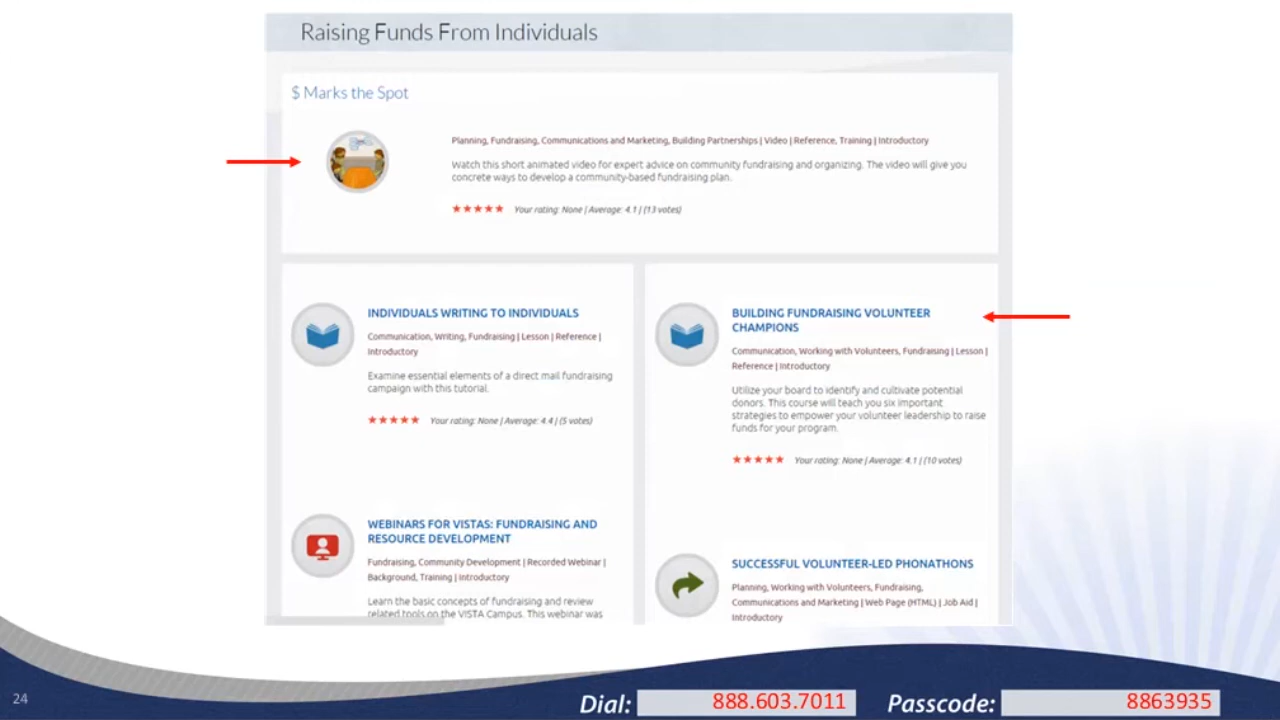 Raising Funds From Individuals
$ Marks the Spot
Planning, Fundraising, Communications and Marketing, Building Partnerships | Video | Reference, Training | Introductory
Watch this short animated video for expert advice on community fundraising and organizing. The video will give you
concrete ways to develop a community-based fundraising plan.
Your rating: None | Average: 4.1 | (13 votes)
INDIVIDUALS WRITING TO INDIVIDUALS
Communication, Writing, Fundraising | Lesson | Reference |
Introductory
Examine essential elements of a direct mail fundraising
campaign with this tutorial.
Your rating: None | Average: 4.4 | (5 votes)
BUILDING FUNDRAISING VOLUNTEER
CHAMPIONS
Communication, Working with Volunteers, Fundraising | Lesson |
Reference | Introductory
Utilize your board to identify and cultivate potential
donors. This course will teach you six important
strategies to empower your volunteer leadership to raise
funds for your program.
Your rating: None | Average: 4.1 | (10 votes)
WEBINARS FOR VISTAS: FUNDRAISING AND
RESOURCE DEVELOPMENT
Fundraising, Community Development | Recorded Webinar |
Background, Training | Introductory
Learn the basic concepts of fundraising and review
related tools on the VISTA Campus. This webinar was
SUCCESSFUL VOLUNTEER-LED PHONATHONS
Planning, Working with Volunteers, Fundraising,
Communications and Marketing | Web Page (HTML) | Job Aid |
Introductory
24
Dial: 888.603.7011 Passcode: 8863935